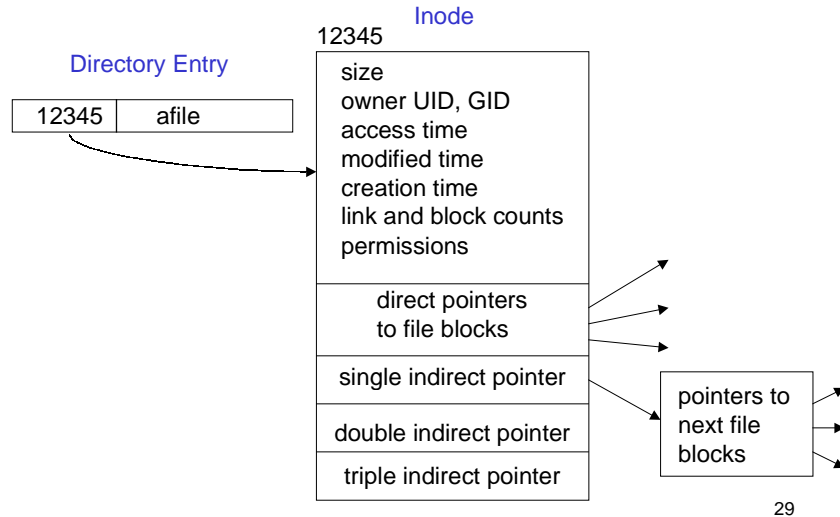 Inode
12345
Directory Entry
12345 afile
size
owner UID, GID
access time
modified time
creation time
link and block counts
permissions
direct pointers
to file blocks
single indirect pointer
double indirect pointer
triple indirect pointer
pointers to
next file
blocks
29